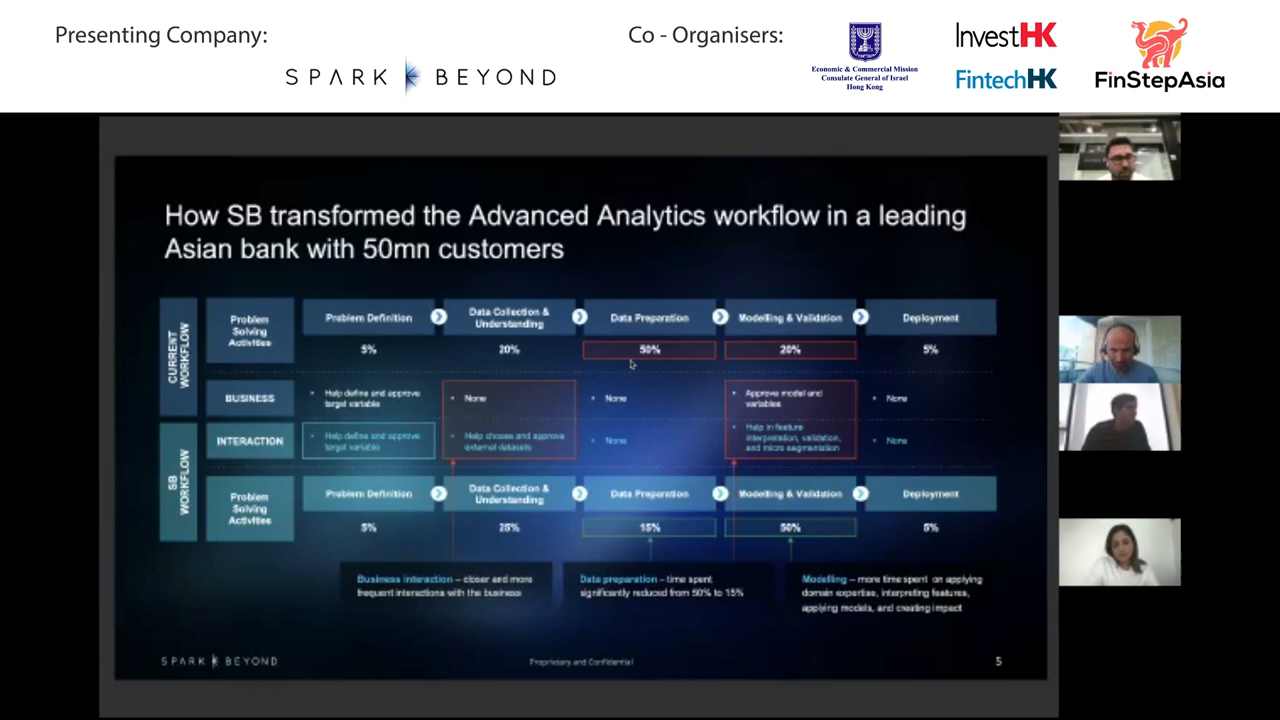 Presenting Company:
SPARK BEYOND
Co - Organisers:
Economic & Commercial Mission
Consulate General of Israel
Hong Kong
InvestHK
FintechHK
FinStepAsia
How SB transformed the Advanced Analytics workflow in a leading
Asian bank with 50mn customers
CURRENT
WORKFLOW
Problem
Solving
Activities
Problem Definition
Data Collection &
Understanding
Data Preparation
Modelling & Validation
Deployment
5%
20%
50%
20%
5%
BUSINESS
• Help define and approve
target variable
• None
• None
• Approve model and
variables
• None
INTERACTION
• Help define and approve
target variable
• Help choose and approve
external datasets
• None
• Help in feature
interpretation, validation,
and micro segmentation
• None
SB
WORKFLOW
Problem
Solving
Activities
Problem Definition
Data Collection &
Understanding
Data Preparation
Modelling & Validation
Deployment
5%
25%
15%
50%
5%
Business interaction – closer and more
frequent interactions with the business
Data preparation – time spent
significantly reduced from 50% to 15%
Modelling – more time spent on applying
domain expertise, interpreting features,
applying models, and creating impact
SPARK BEYOND
Proprietary and Confidential
5